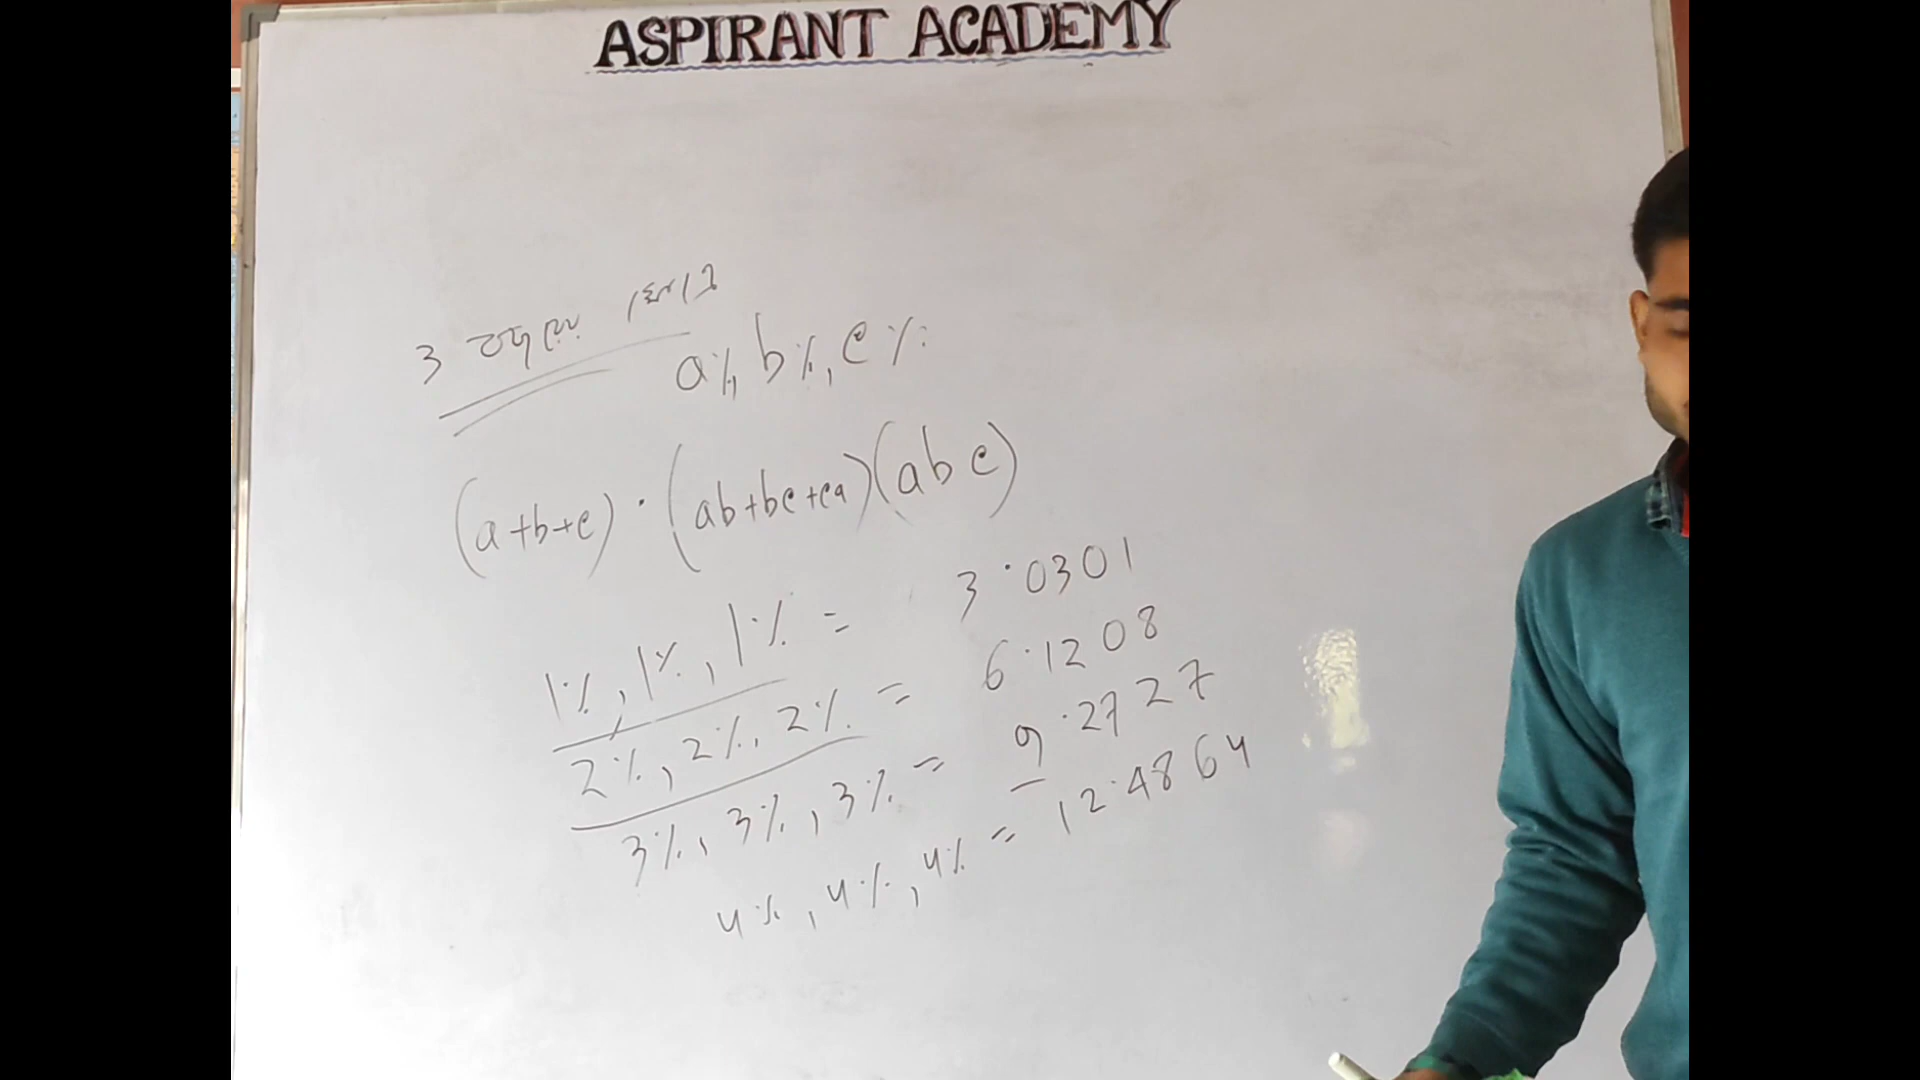 ASPIRANT ACADEMY
3
a%, b%, c%
(a+b+c) . (ab+bc+ca)(abc)
1%, 1%, 1% = 3.0301
2%, 2%, 2% = 6.1208
3%, 3%, 3% = 9.2727
4%, 4%, 4% = 12.4864